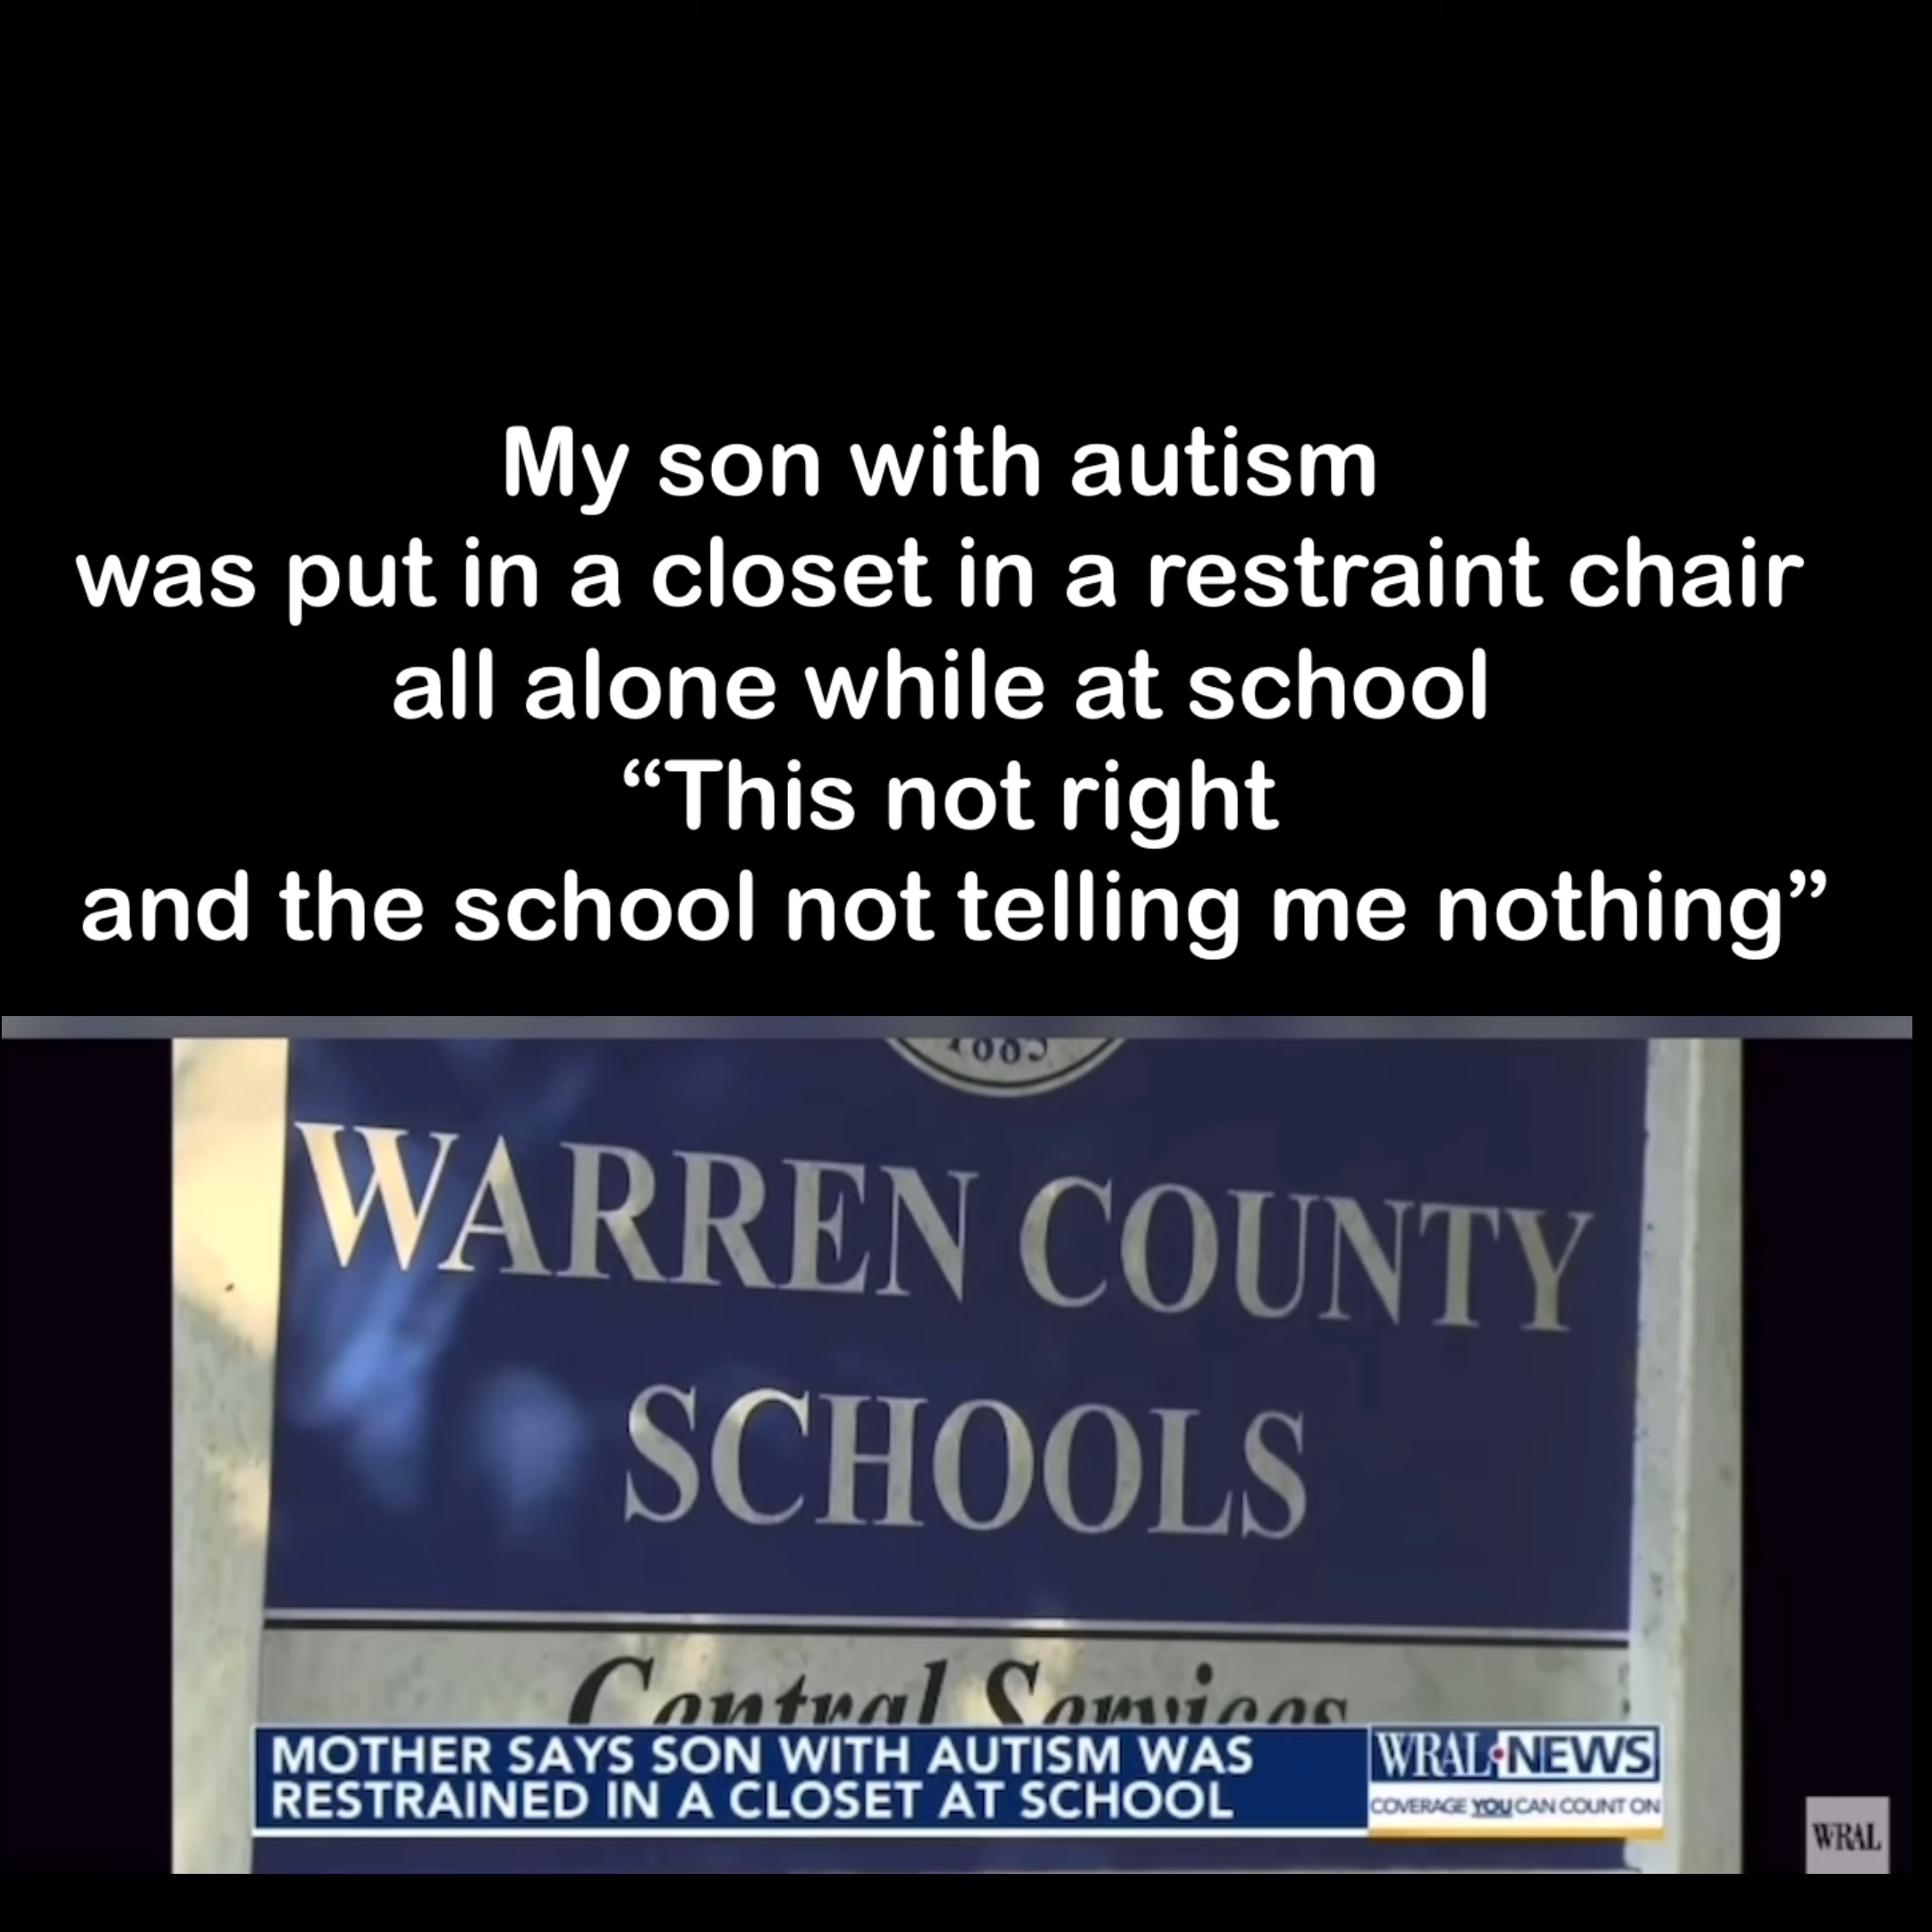 My son with autism
was put in a closet in a restraint chair
all alone while at school
“This not right
and the school not telling me nothing”
WARREN COUNTY
SCHOOLS
Central Services
MOTHER SAYS SON WITH AUTISM WAS
RESTRAINED IN A CLOSET AT SCHOOL
WRAL NEWS
COVERAGE YOU CAN COUNT ON
WRAL